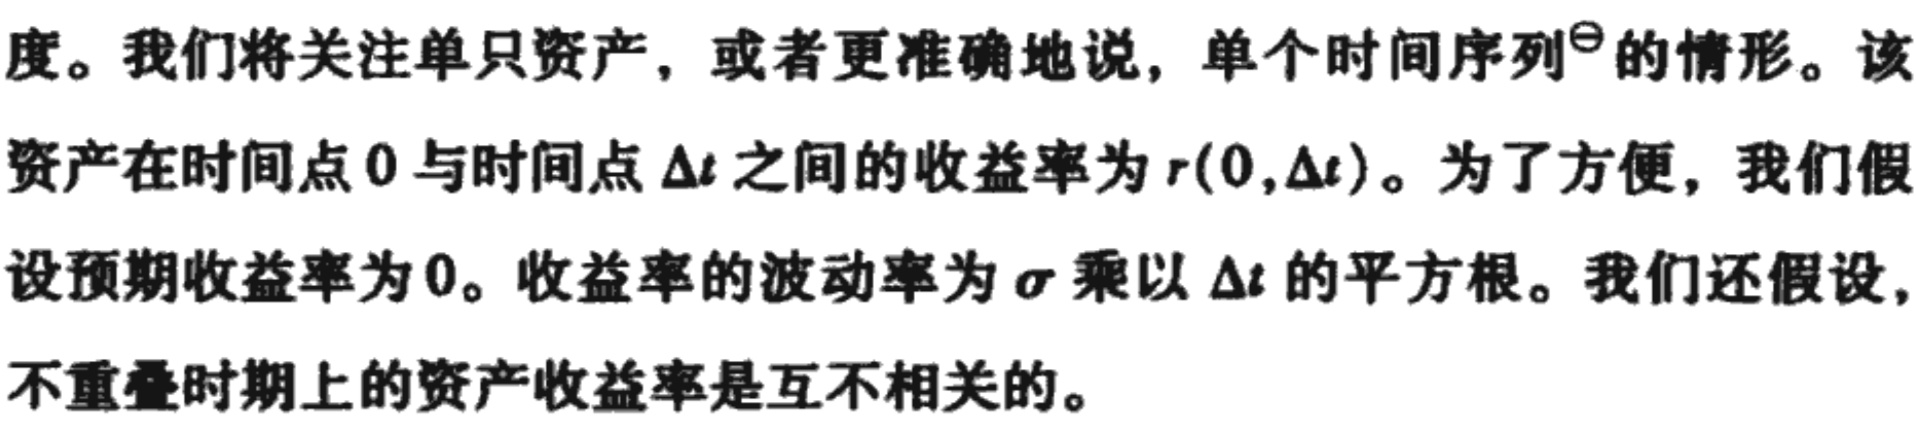 度。我们将关注单只资产，或者更准确地说，单个时间序列㊀的情形。该
资产在时间点 0 与时间点 Δt 之间的收益率为 r(0,Δt)。为了方便，我们假
设预期收益率为 0。收益率的波动率为 σ 乘以 Δt 的平方根。我们还假设，
不重叠时期上的资产收益率是互不相关的。